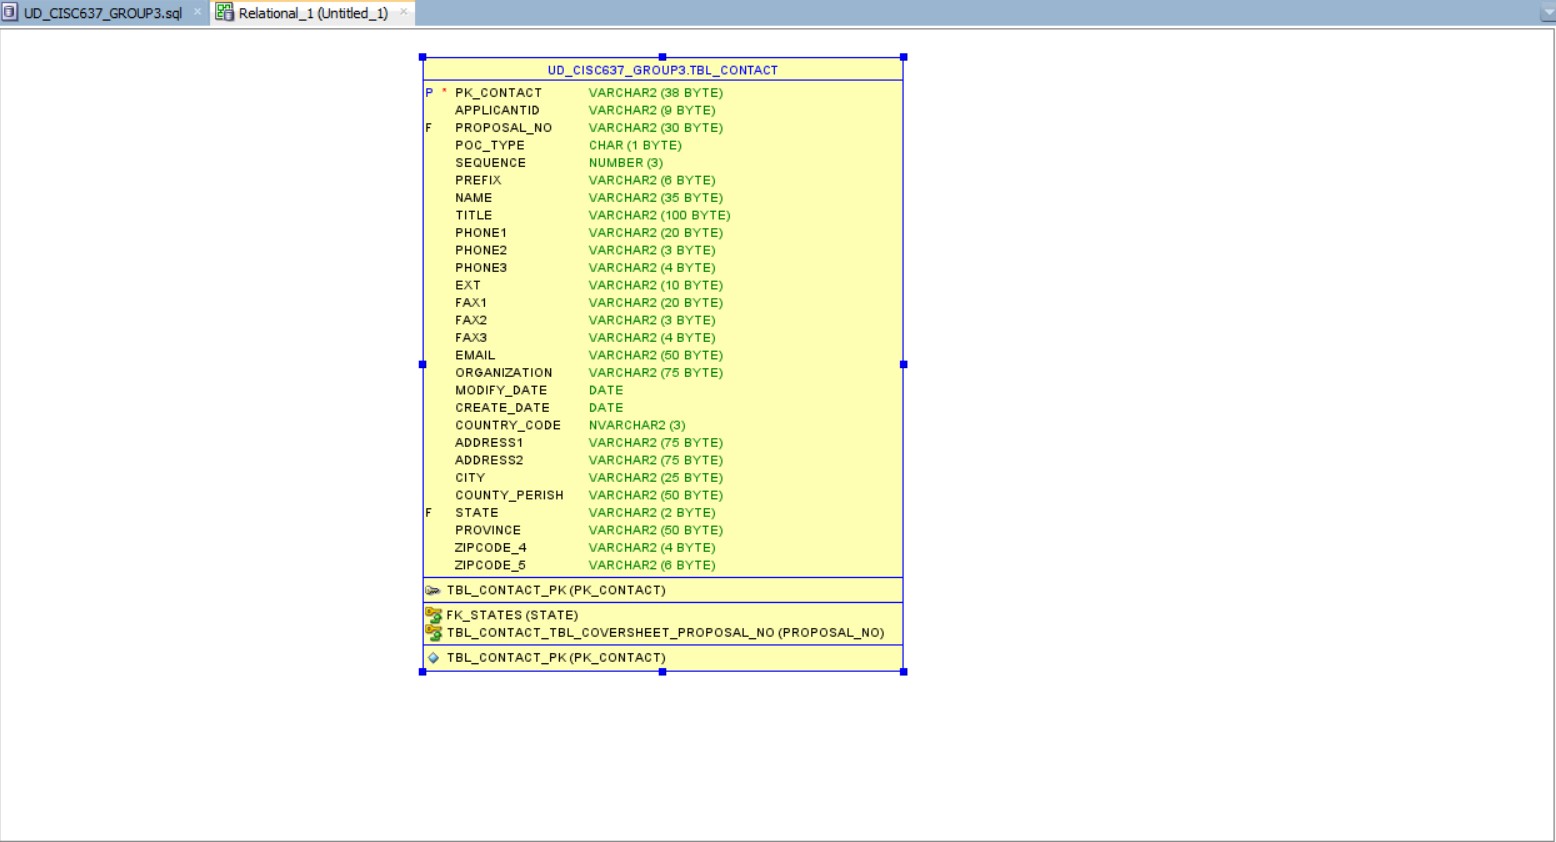 UD_CISC637_GROUP3.sql × Relational_1 (Untitled_1) ×
UD_CISC637_GROUP3.TBL_CONTACT
P * PK_CONTACT VARCHAR2 (38 BYTE)
APPLICANTID VARCHAR2 (9 BYTE)
F PROPOSAL_NO VARCHAR2 (30 BYTE)
POC_TYPE CHAR (1 BYTE)
SEQUENCE NUMBER (3)
PREFIX VARCHAR2 (6 BYTE)
NAME VARCHAR2 (35 BYTE)
TITLE VARCHAR2 (100 BYTE)
PHONE1 VARCHAR2 (20 BYTE)
PHONE2 VARCHAR2 (3 BYTE)
PHONE3 VARCHAR2 (4 BYTE)
EXT VARCHAR2 (10 BYTE)
FAX1 VARCHAR2 (20 BYTE)
FAX2 VARCHAR2 (3 BYTE)
FAX3 VARCHAR2 (4 BYTE)
EMAIL VARCHAR2 (50 BYTE)
ORGANIZATION VARCHAR2 (75 BYTE)
MODIFY_DATE DATE
CREATE_DATE DATE
COUNTRY_CODE NVARCHAR2 (3)
ADDRESS1 VARCHAR2 (75 BYTE)
ADDRESS2 VARCHAR2 (75 BYTE)
CITY VARCHAR2 (25 BYTE)
COUNTY_PERISH VARCHAR2 (50 BYTE)
F STATE VARCHAR2 (2 BYTE)
PROVINCE VARCHAR2 (50 BYTE)
ZIPCODE_4 VARCHAR2 (4 BYTE)
ZIPCODE_5 VARCHAR2 (6 BYTE)
TBL_CONTACT_PK (PK_CONTACT)
FK_STATES (STATE)
TBL_CONTACT_TBL_COVERSHEET_PROPOSAL_NO (PROPOSAL_NO)
TBL_CONTACT_PK (PK_CONTACT)